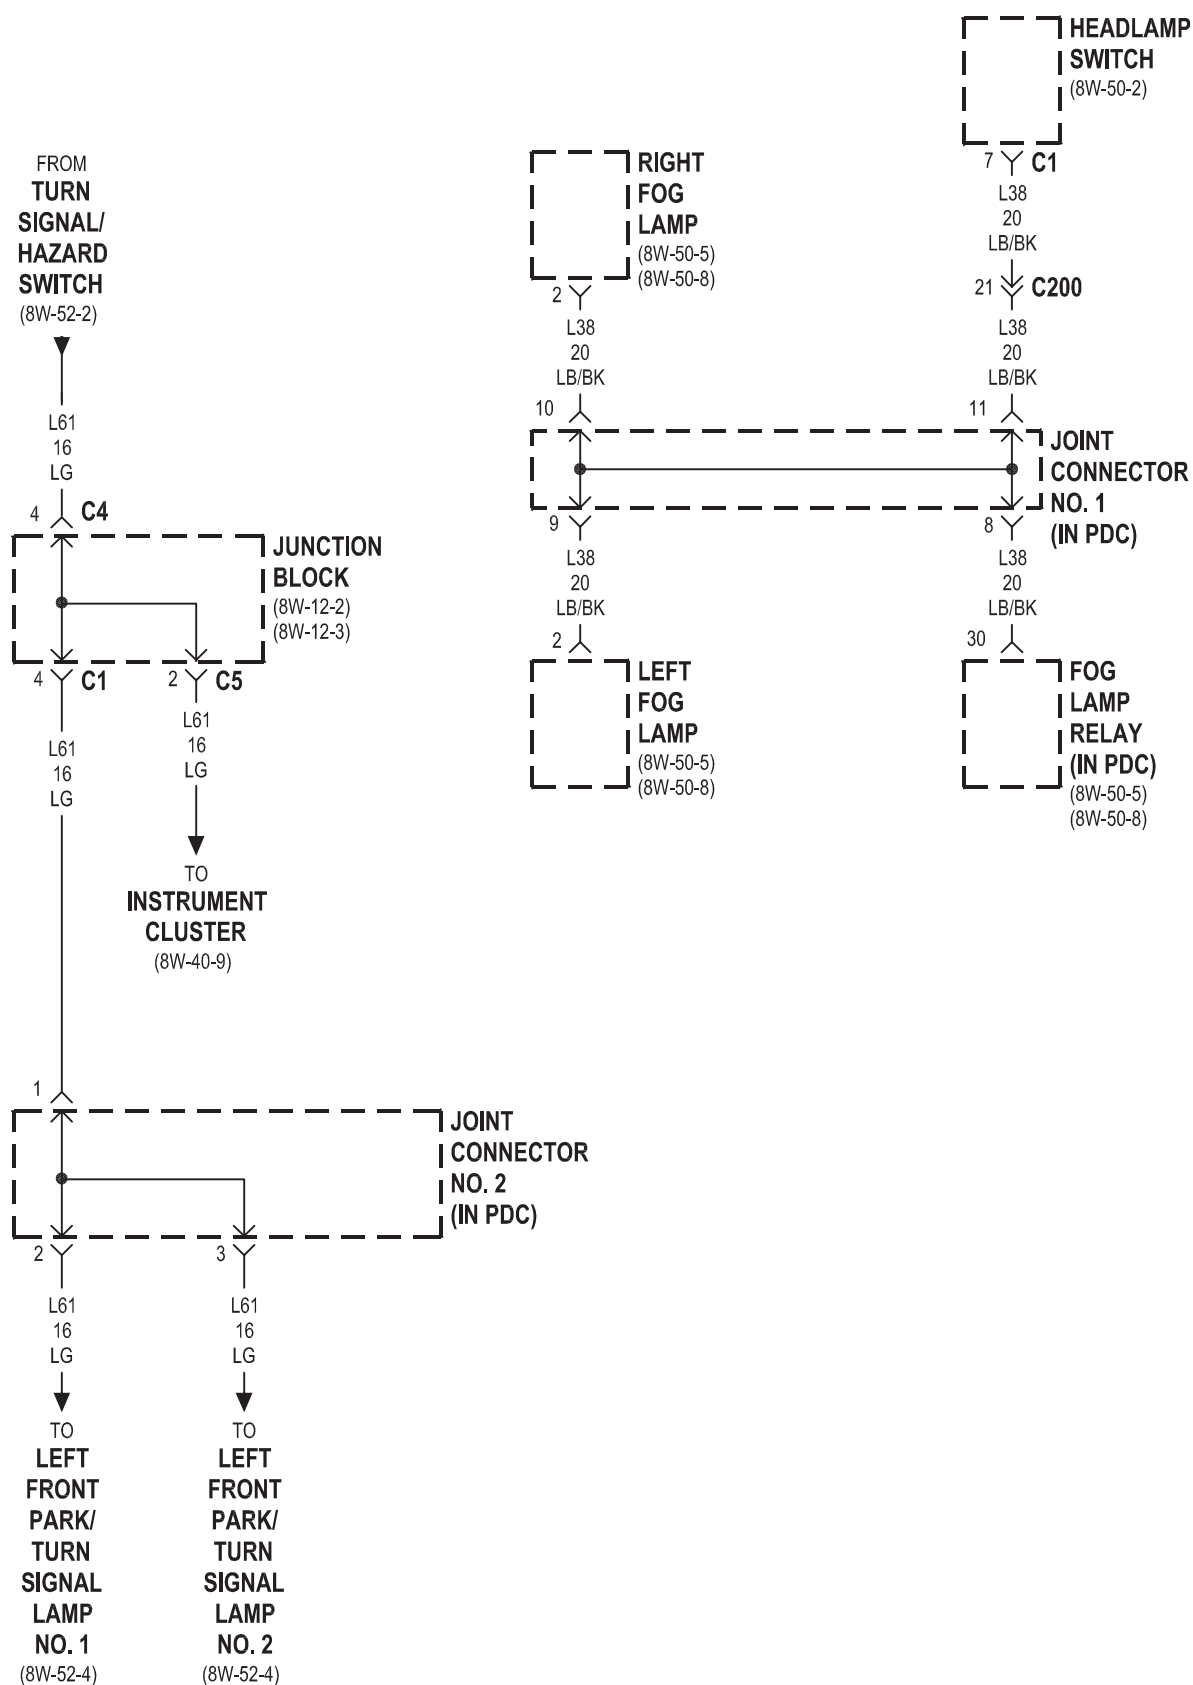 HEADLAMP
SWITCH
(8W-50-2)
7
C1
L38
20
LB/BK
21
C200
L38
20
LB/BK
11
RIGHT
FOG
LAMP
(8W-50-5)
(8W-50-8)
2
L38
20
LB/BK
10
JOINT
CONNECTOR
NO. 1
(IN PDC)
9
L38
20
LB/BK
2
LEFT
FOG
LAMP
(8W-50-5)
(8W-50-8)
8
L38
20
LB/BK
30
FOG
LAMP
RELAY
(IN PDC)
(8W-50-5)
(8W-50-8)
FROM
TURN
SIGNAL/
HAZARD
SWITCH
(8W-52-2)
L61
16
LG
4
C4
JUNCTION
BLOCK
(8W-12-2)
(8W-12-3)
4
C1
L61
16
LG
2
C5
L61
16
LG
TO
INSTRUMENT
CLUSTER
(8W-40-9)
1
JOINT
CONNECTOR
NO. 2
(IN PDC)
2
L61
16
LG
TO
LEFT
FRONT
PARK/
TURN
SIGNAL
LAMP
NO. 1
(8W-52-4)
3
L61
16
LG
TO
LEFT
FRONT
PARK/
TURN
SIGNAL
LAMP
NO. 2
(8W-52-4)